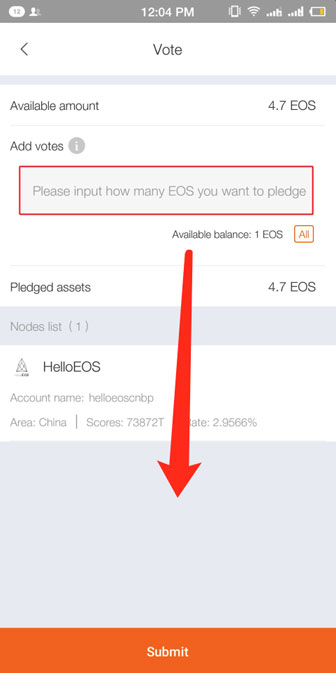 12 12:04 PM
Vote
Available amount 4.7 EOS
Add votes i
Please input how many EOS you want to pledge
Available balance: 1 EOS All
Pledged assets 4.7 EOS
Nodes list ( 1 )
HelloEOS
Account name: helloeoscnbp
Area: China | Scores: 73872T ate: 2.9566%
Submit